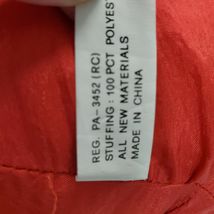 REG. PA-3452 (RC)
STUFFING: 100 PCT POLYES
ALL NEW MATERIALS
MADE IN CHINA